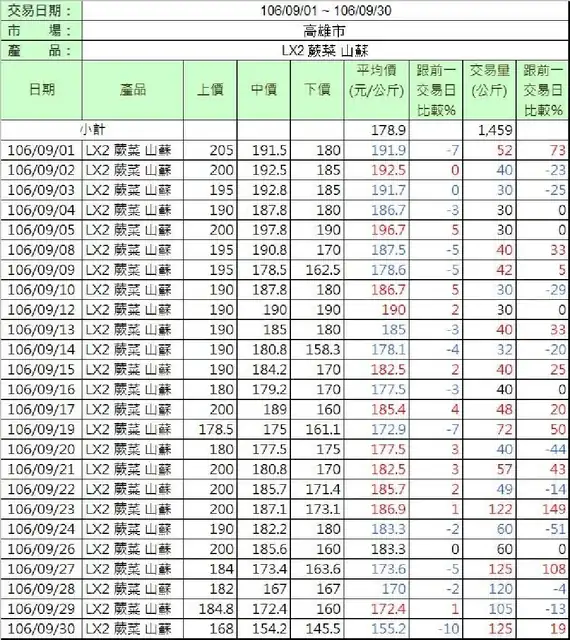 交易日期： 106/09/01 ~ 106/09/30
市　　場： 高雄市
產　　品： LX2 蕨菜 山蘇
日期 產品 上價 中價 下價 平均價 (元/公斤) 跟前一交易日比較% 交易量 (公斤) 跟前一交易日比較%
小計 178.9 1,459
106/09/01 LX2 蕨菜 山蘇 205 191.5 180 191.9 -7 52 73
106/09/02 LX2 蕨菜 山蘇 200 192.5 185 192.5 0 40 -23
106/09/03 LX2 蕨菜 山蘇 195 192.8 185 191.7 0 30 -25
106/09/04 LX2 蕨菜 山蘇 190 187.8 180 186.7 -3 30 0
106/09/05 LX2 蕨菜 山蘇 200 197.8 190 196.7 5 30 0
106/09/08 LX2 蕨菜 山蘇 195 190.8 170 187.5 -5 40 33
106/09/09 LX2 蕨菜 山蘇 195 178.5 162.5 178.6 -5 42 5
106/09/10 LX2 蕨菜 山蘇 190 187.8 180 186.7 5 30 -29
106/09/12 LX2 蕨菜 山蘇 190 190 190 190 2 30 0
106/09/13 LX2 蕨菜 山蘇 190 185 180 185 -3 40 33
106/09/14 LX2 蕨菜 山蘇 190 180.8 158.3 178.1 -4 32 -20
106/09/15 LX2 蕨菜 山蘇 190 184.2 170 182.5 2 40 25
106/09/16 LX2 蕨菜 山蘇 180 179.2 170 177.5 -3 40 0
106/09/17 LX2 蕨菜 山蘇 200 189 160 185.4 4 48 20
106/09/19 LX2 蕨菜 山蘇 178.5 175 161.1 172.9 -7 72 50
106/09/20 LX2 蕨菜 山蘇 180 177.5 175 177.5 3 40 -44
106/09/21 LX2 蕨菜 山蘇 200 180.8 170 182.5 3 57 43
106/09/22 LX2 蕨菜 山蘇 200 185.7 171.4 185.7 2 49 -14
106/09/23 LX2 蕨菜 山蘇 200 187.1 173.1 186.9 1 122 149
106/09/24 LX2 蕨菜 山蘇 190 182.2 180 183.3 -2 60 -51
106/09/26 LX2 蕨菜 山蘇 200 185.6 160 183.3 0 60 0
106/09/27 LX2 蕨菜 山蘇 184 173.4 163.6 173.6 -5 125 108
106/09/28 LX2 蕨菜 山蘇 182 167 167 170 -2 120 -4
106/09/29 LX2 蕨菜 山蘇 184.8 172.4 160 172.4 1 105 -13
106/09/30 LX2 蕨菜 山蘇 168 154.2 145.5 155.2 -10 125 19